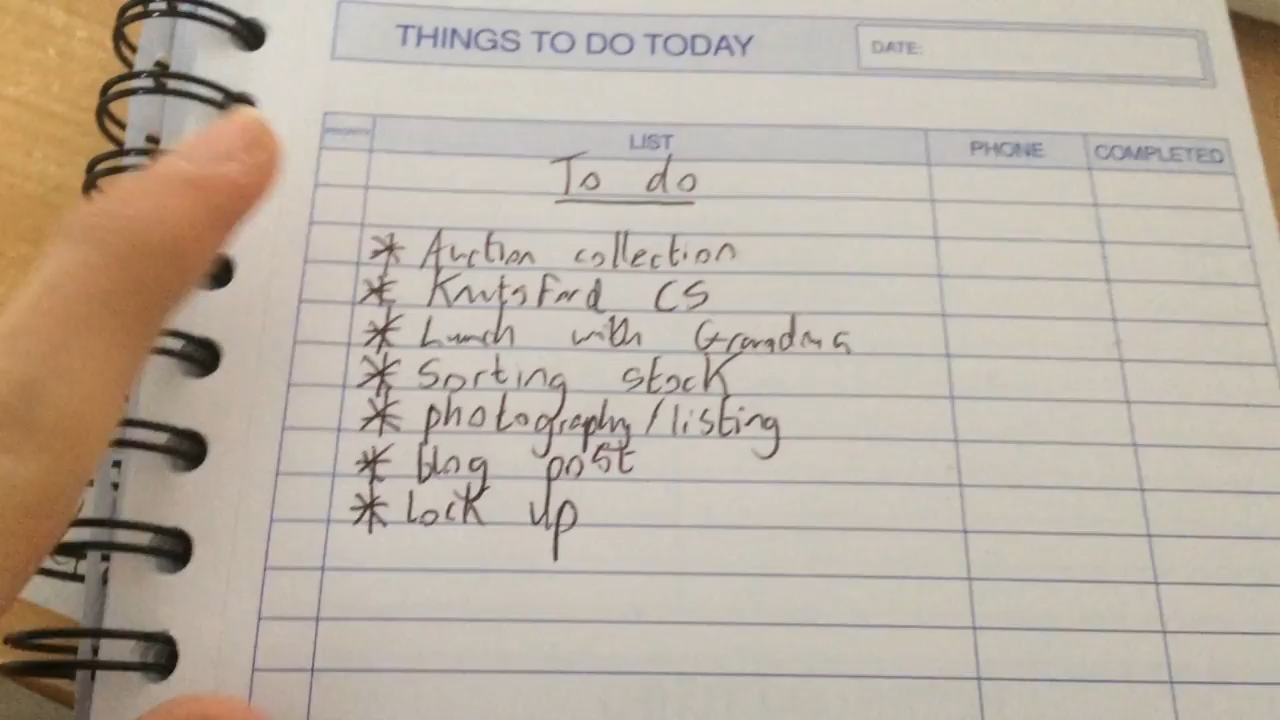 THINGS TO DO TODAY
DATE:
PRIORITY LIST PHONE COMPLETED
To do
* Auction collection
* Knutsford CS
* Lunch with Grandma
* Sorting stock
* photography/listing
* blog post
* lock up